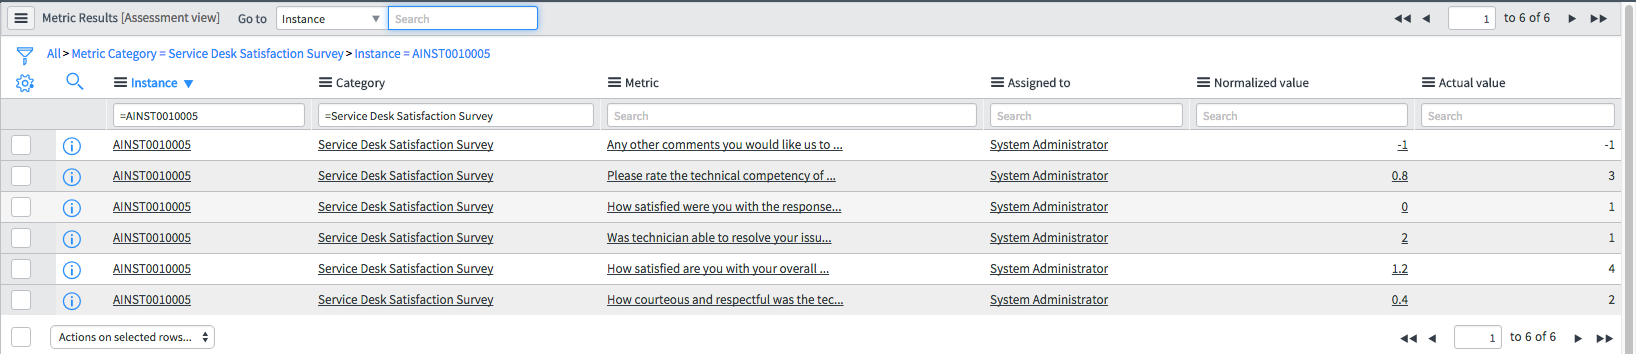 Metric Results [Assessment view] Go to Instance Search 1 to 6 of 6
All > Metric Category = Service Desk Satisfaction Survey > Instance = AINST0010005
Instance Category Metric Assigned to Normalized value Actual value
=AINST0010005 =Service Desk Satisfaction Survey Search Search Search Search
AINST0010005 Service Desk Satisfaction Survey Any other comments you would like us to ... System Administrator -1 -1
AINST0010005 Service Desk Satisfaction Survey Please rate the technical competency of ... System Administrator 0.8 3
AINST0010005 Service Desk Satisfaction Survey How satisfied were you with the response... System Administrator 0 1
AINST0010005 Service Desk Satisfaction Survey Was technician able to resolve your issu... System Administrator 2 1
AINST0010005 Service Desk Satisfaction Survey How satisfied are you with your overall ... System Administrator 1.2 4
AINST0010005 Service Desk Satisfaction Survey How courteous and respectful was the tec... System Administrator 0.4 2
Actions on selected rows... 1 to 6 of 6